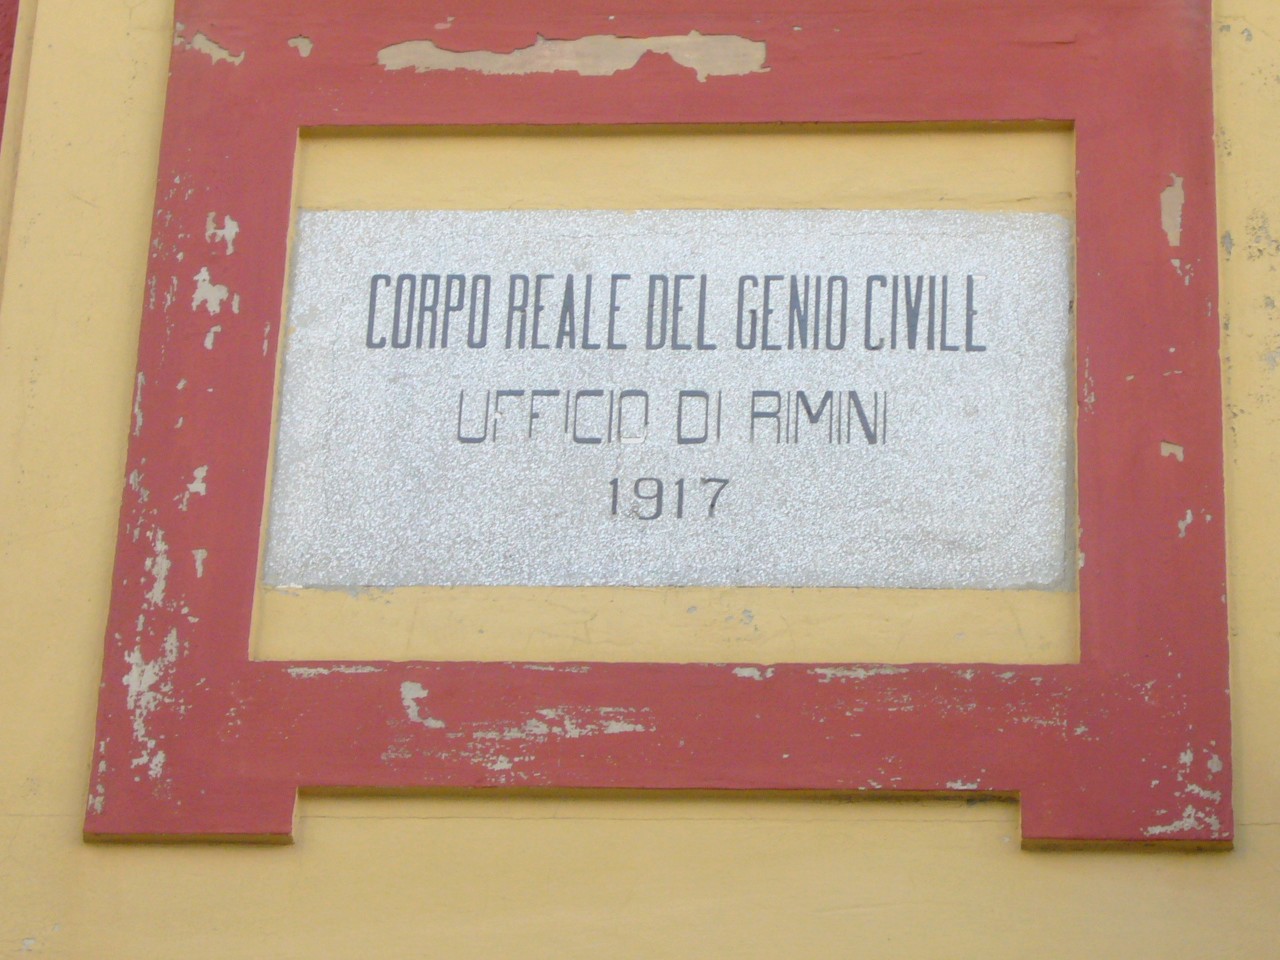 CORPO REALE DEL GENIO CIVILE
UFFICIO DI RIMINI
1917